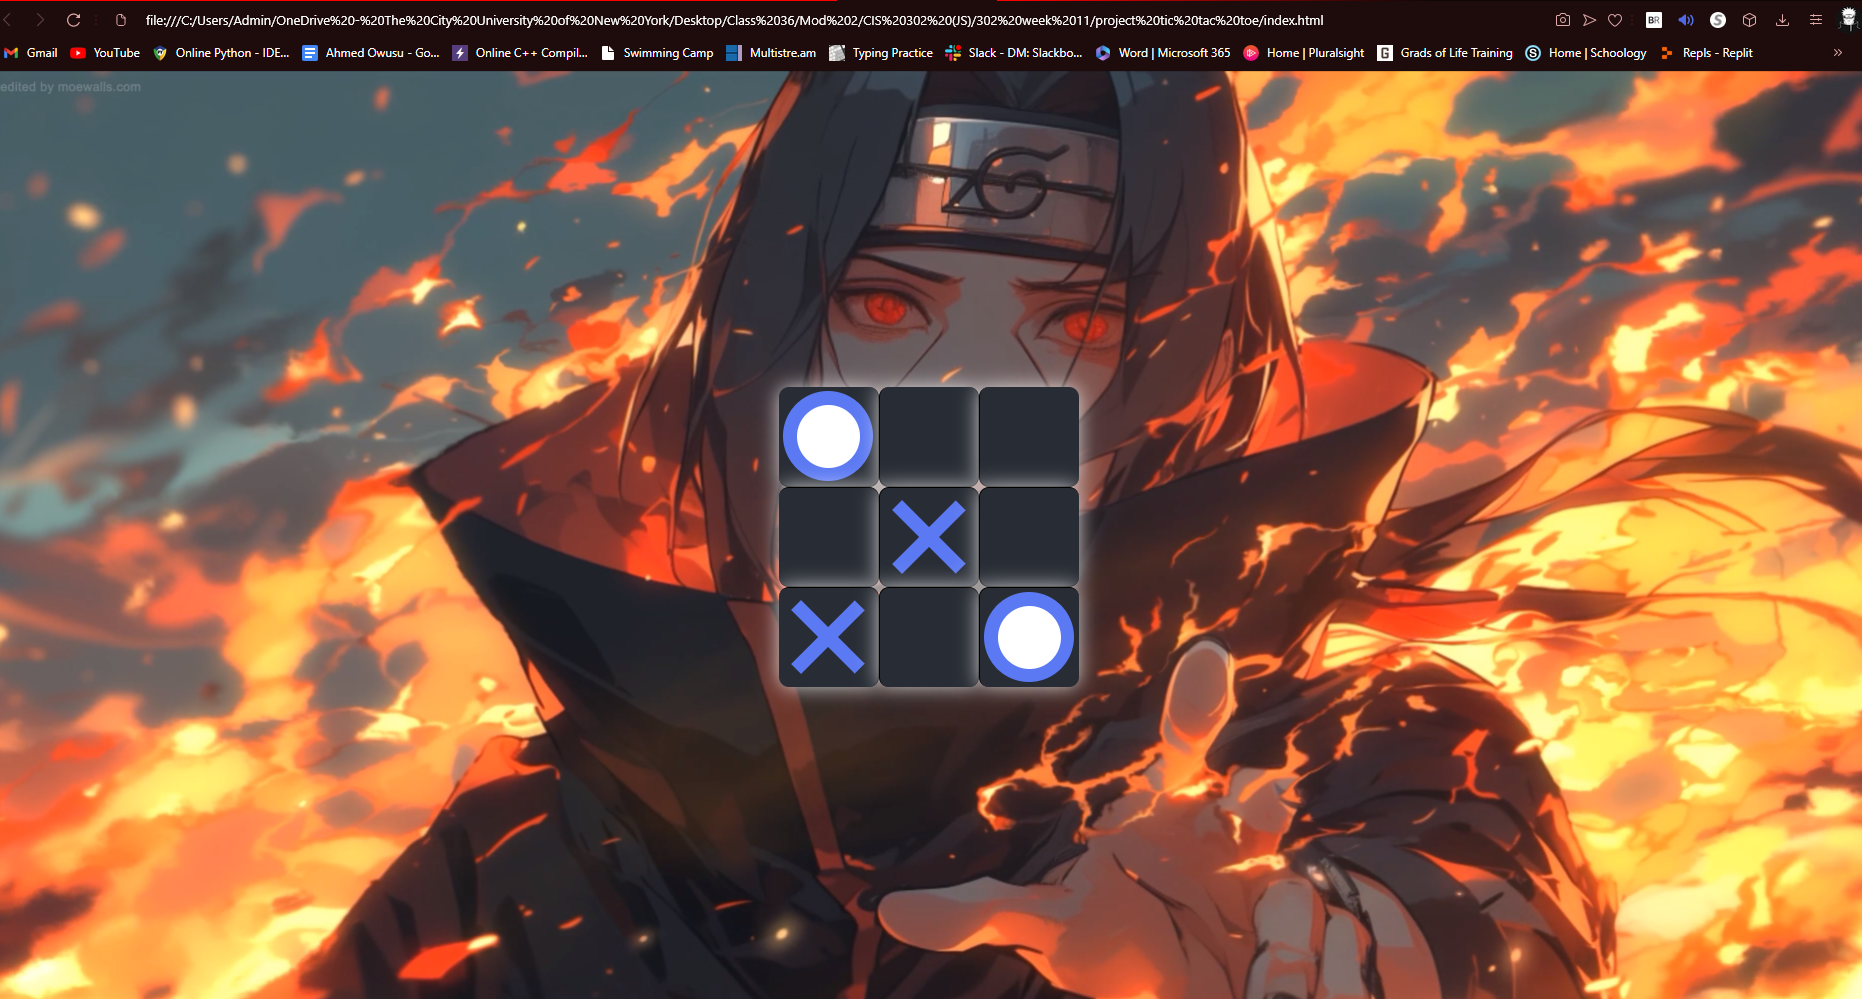 file:///C:/Users/Admin/OneDrive%20-%20The%20City%20University%20of%20New%20York/Desktop/Class%2036/Mod%202/CIS%20302%20(JS)/302%20week%2011/project%20tic%20tac%20toe/index.html
BR
Gmail YouTube Online Python - IDE... Ahmed Owusu - Go... Online C++ Compil... Swimming Camp Multistre.am Typing Practice Slack - DM: Slackbo... Word | Microsoft 365 Home | Pluralsight G Grads of Life Training S Home | Schoology Repls - Replit »
edited by moewalls.com